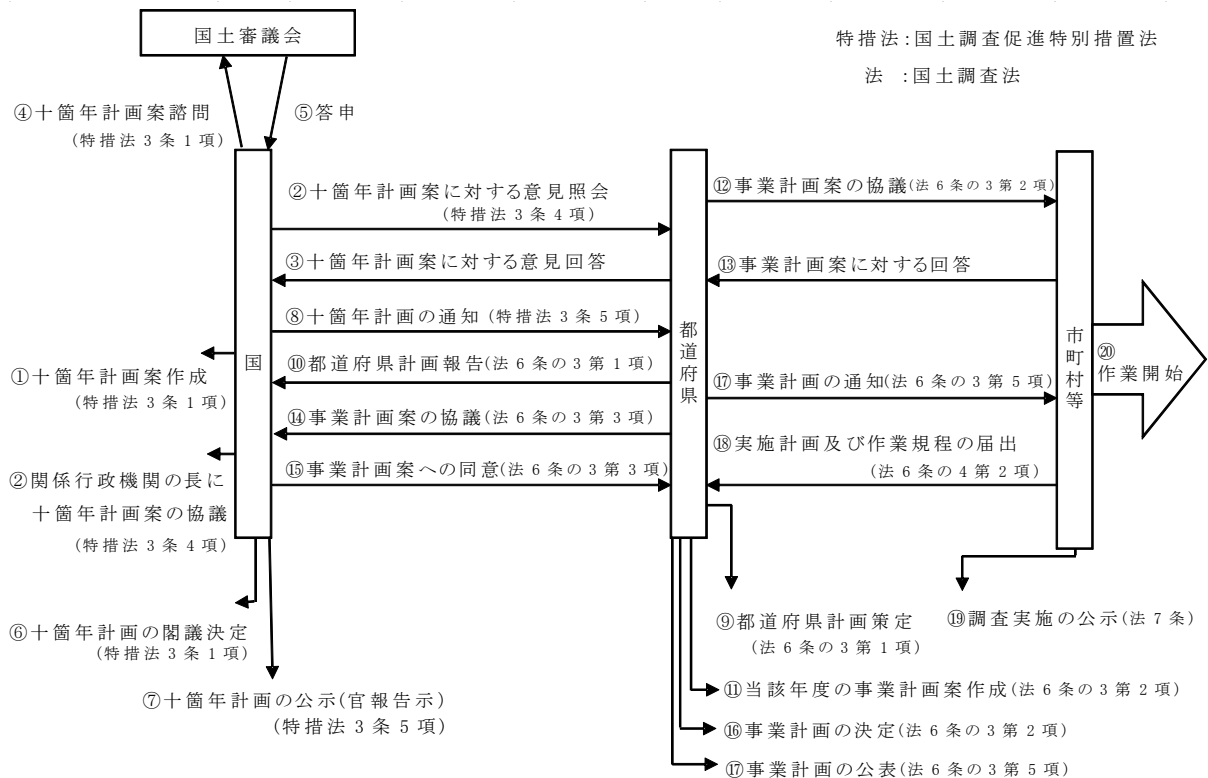 国土審議会
特措法:国土調査促進特別措置法
法 :国土調査法
④十箇年計画案諮問
(特措法3条1項)
⑤答申
②十箇年計画案に対する意見照会
(特措法3条4項)
⑫事業計画案の協議(法6条の3第2項)
③十箇年計画案に対する意見回答
⑬事業計画案に対する回答
⑧十箇年計画の通知(特措法3条5項)
国
都道府県
市町村等
⑳
作業開始
①十箇年計画案作成
(特措法3条1項)
⑩都道府県計画報告(法6条の3第1項)
⑰事業計画の通知(法6条の3第5項)
⑭事業計画案の協議(法6条の3第3項)
⑱実施計画及び作業規程の届出
(法6条の4第2項)
⑮事業計画案への同意(法6条の3第3項)
②関係行政機関の長に
十箇年計画案の協議
(特措法3条4項)
⑥十箇年計画の閣議決定
(特措法3条1項)
⑨都道府県計画策定
(法6条の3第1項)
⑲調査実施の公示(法7条)
⑦十箇年計画の公示(官報告示)
(特措法3条5項)
⑪当該年度の事業計画案作成(法6条の3第2項)
⑯事業計画の決定(法6条の3第2項)
⑰事業計画の公表(法6条の3第5項)